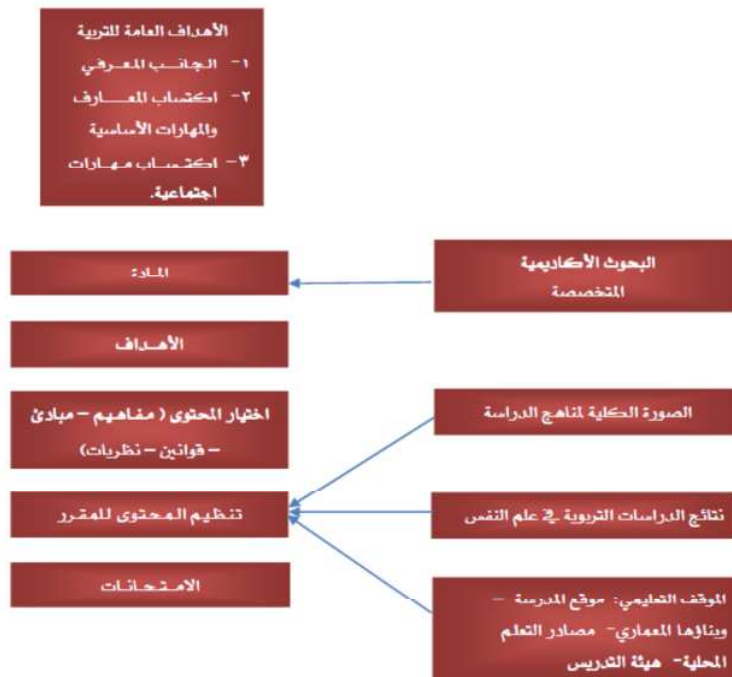 الأهداف العامة للتربية
١- الجانب المعرفي
٢- اكتساب المعارف
والمهارات الأساسية
٣- اكتساب مهارات
اجتماعية.
البحوث الأكاديمية
المتخصصة
المادة
الأهداف
اختيار المحتوى ( مفاهيم – مبادئ
– قوانين – نظريات)
الصورة الكلية لمناهج الدراسة
تنظيم المحتوى للمقرر
نتائج الدراسات التربوية في علم النفس
الامتحانات
الموقف التعليمي: موقع المدرسة –
وبناؤها المعماري- مصادر التعلم
المحلية- هيئة التدريس